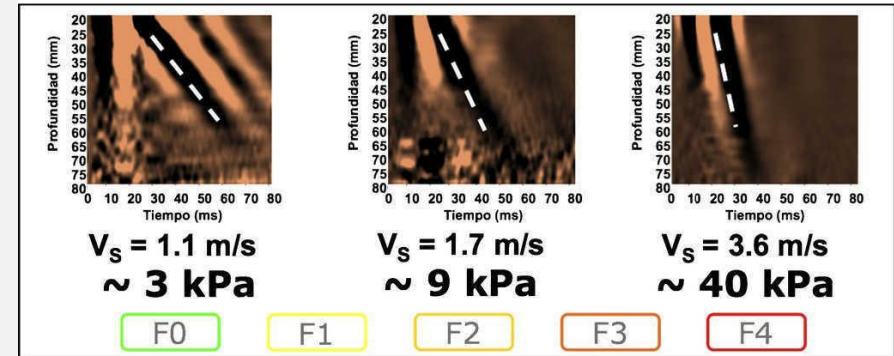 Profundidad (mm)
20
25
30
35
40
45
50
55
60
65
70
75
80
0 10 20 30 40 50 60 70 80
Tiempo (ms)
V_S = 1.1 m/s
~ 3 kPa
Profundidad (mm)
20
25
30
35
40
45
50
55
60
65
70
75
80
0 10 20 30 40 50 60 70 80
Tiempo (ms)
V_S = 1.7 m/s
~ 9 kPa
Profundidad (mm)
20
25
30
35
40
45
50
55
60
65
70
75
80
0 10 20 30 40 50 60 70 80
Tiempo (ms)
V_S = 3.6 m/s
~ 40 kPa
F0 F1 F2 F3 F4